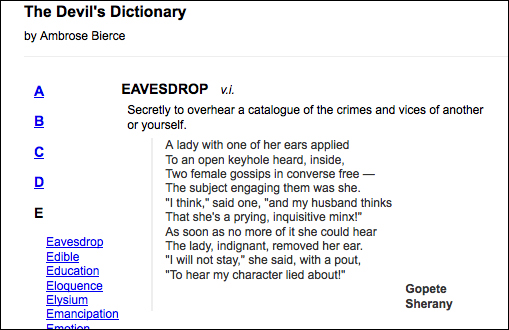 The Devil's Dictionary
by Ambrose Bierce
A
B
C
D
E
Eavesdrop
Edible
Education
Eloquence
Elysium
Emancipation
Emotion
EAVESDROP v.i.
Secretly to overhear a catalogue of the crimes and vices of another
or yourself.
A lady with one of her ears applied
To an open keyhole heard, inside,
Two female gossips in converse free —
The subject engaging them was she.
"I think," said one, "and my husband thinks
That she's a prying, inquisitive minx!"
As soon as no more of it she could hear
The lady, indignant, removed her ear.
"I will not stay," she said, with a pout,
"To hear my character lied about!"
Gopete
Sherany